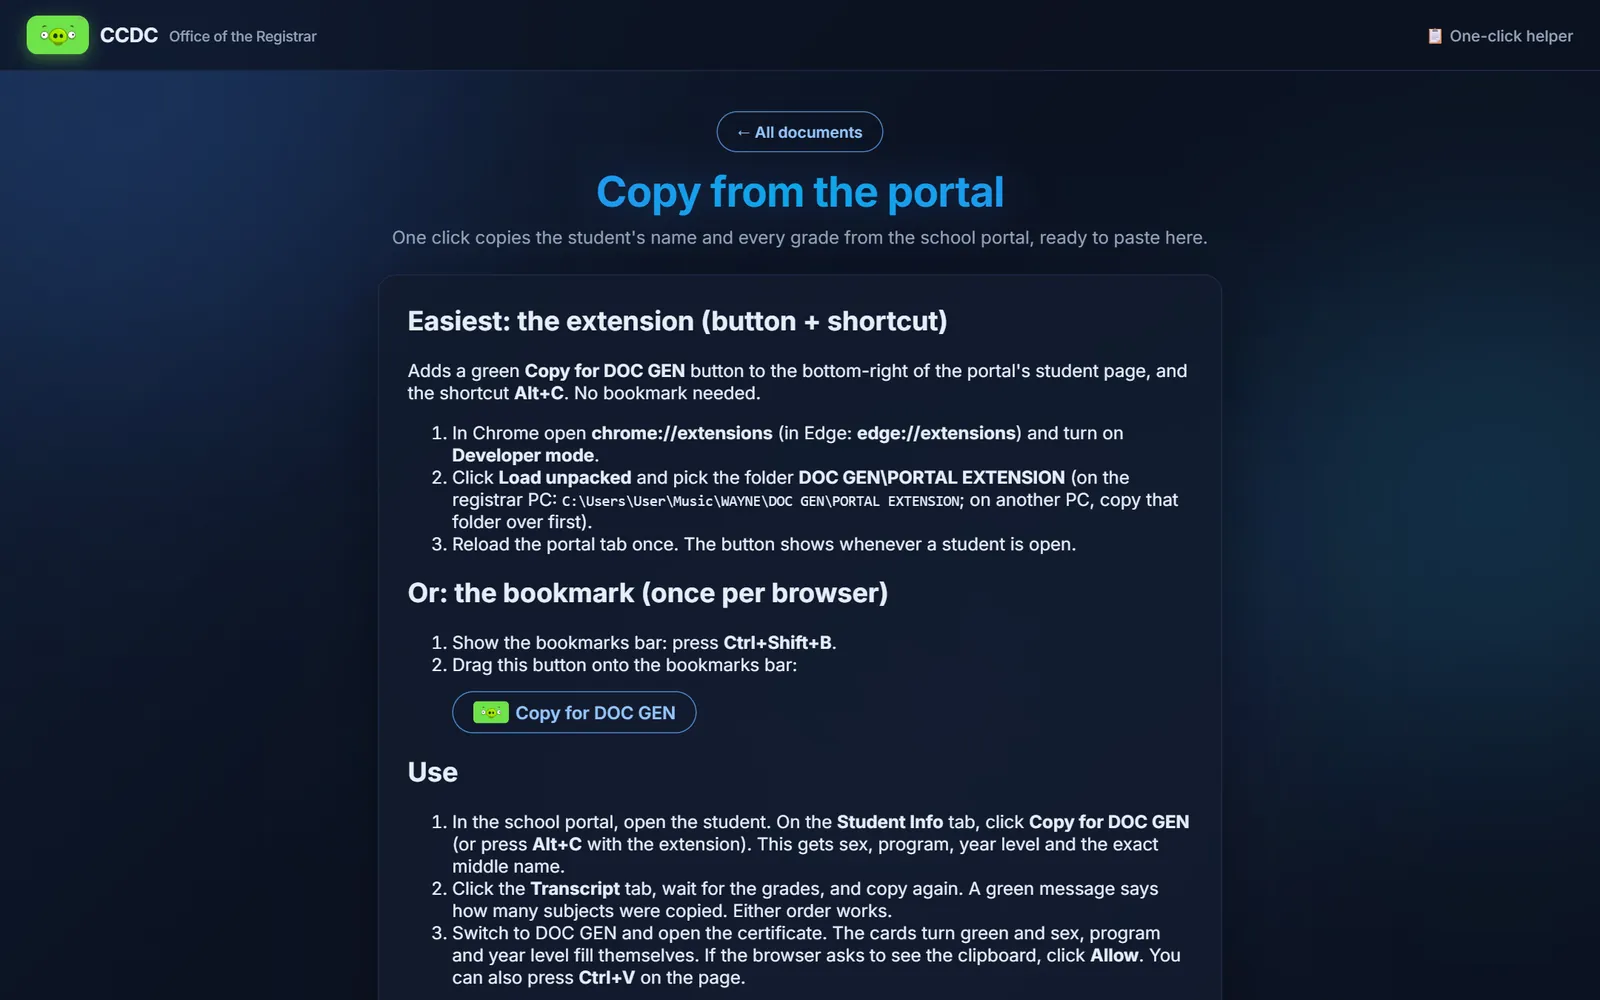 CCDC Office of the Registrar
One-click helper
← All documents
Copy from the portal
One click copies the student's name and every grade from the school portal, ready to paste here.
Easiest: the extension (button + shortcut)
Adds a green Copy for DOC GEN button to the bottom-right of the portal's student page, and
the shortcut Alt+C. No bookmark needed.
1. In Chrome open chrome://extensions (in Edge: edge://extensions) and turn on
Developer mode.
2. Click Load unpacked and pick the folder DOC GEN\PORTAL EXTENSION (on the
registrar PC: C:\Users\User\Music\WAYNE\DOC GEN\PORTAL EXTENSION; on another PC, copy that
folder over first).
3. Reload the portal tab once. The button shows whenever a student is open.
Or: the bookmark (once per browser)
1. Show the bookmarks bar: press Ctrl+Shift+B.
2. Drag this button onto the bookmarks bar:
Copy for DOC GEN
Use
1. In the school portal, open the student. On the Student Info tab, click Copy for DOC GEN
(or press Alt+C with the extension). This gets sex, program, year level and the exact
middle name.
2. Click the Transcript tab, wait for the grades, and copy again. A green message says
how many subjects were copied. Either order works.
3. Switch to DOC GEN and open the certificate. The cards turn green and sex, program
and year level fill themselves. If the browser asks to see the clipboard, click Allow. You
can also press Ctrl+V on the page.